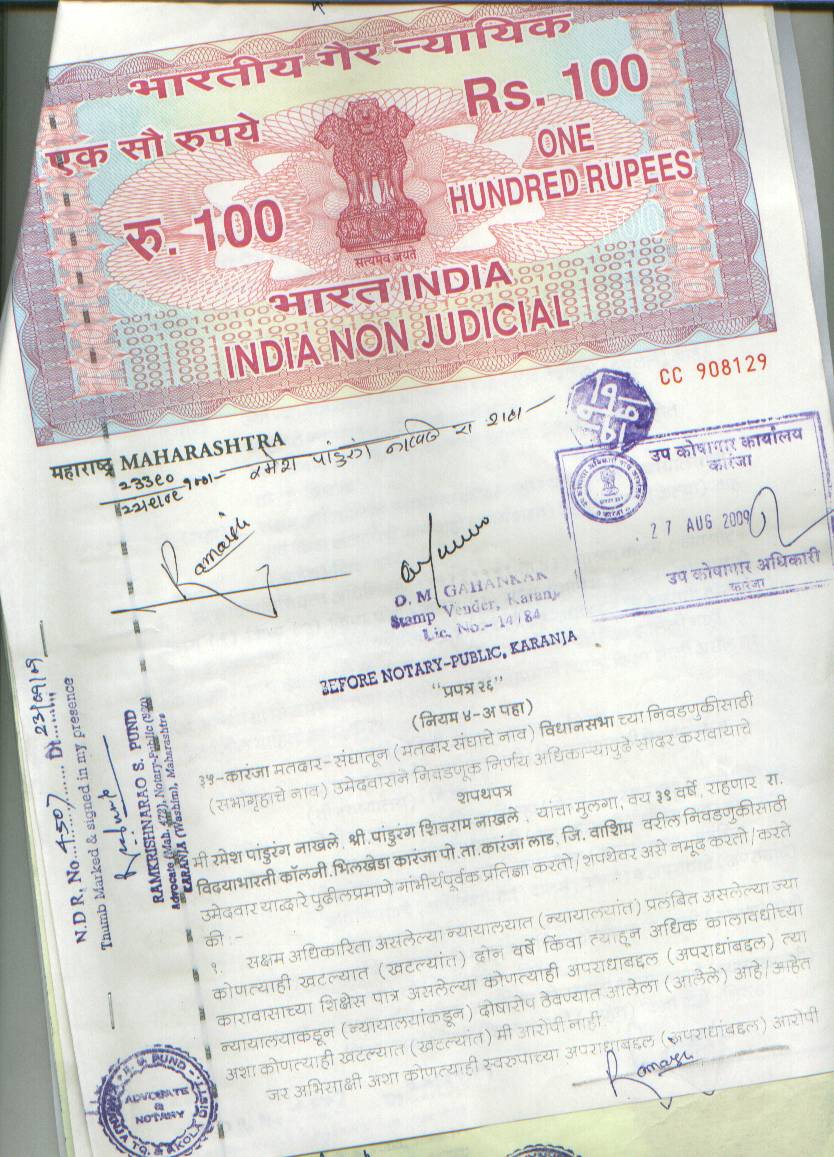 भारतीय गैर न्यायिक
एक सौ रुपये
Rs. 100
रु. 100
ONE
HUNDRED RUPEES
सत्यमेव जयते
भारत INDIA
INDIA NON JUDICIAL
CC 908129
महाराष्ट्र MAHARASHTRA
रमेश पांडुरंग
उप कोषागार कार्यालय
कारंजा
27 AUG 2009
उप कोषागार अधिकारी
कारंजा
Ramesh
D. M. GAHANKAR
Stamp Vender, Karanja
Lic. No.- 14/84
BEFORE NOTARY-PUBLIC, KARANJA
"प्रपत्र २६"
(नियम ४-अ पहा)
३५-कारंजा मतदार-संघातून (मतदार संघाचे नाव) विधानसभा च्या निवडणुकीसाठी
(सभागृहाचे नाव) उमेदवाराने निवडणूक निर्णय अधिकाऱ्यापुढे सादर करावायाचे
शपथपत्र
मी रमेश पांडुरंग नाखले . श्री. पांडुरंग शिवराम नाखले . यांचा मुलगा, वय ३९ वर्षे, राहणार रा.
विदयाभारती कॉलनी, भिलखेडा कारंजा पो.ता.कारंजा लाड, जि. वाशिम वरील निवडणुकीसाठी
उमेदवार याद्दारे पुढीलप्रमाणे गांभीर्यपूर्वक प्रतिज्ञा करतो/शपथेवर असे नमूद करतो/करते
की :-
१. सक्षम अधिकारिता असलेल्या न्यायालयात (न्यायालयांत) प्रलंबित असलेल्या ज्या
कोणत्याही खटल्यात (खटल्यांत) दोन वर्षे किंवा त्याहून अधिक कालावधीच्या
कारावासाच्या शिक्षेस पात्र असलेल्या कोणत्याही अपराधाबद्दल (अपराधांबद्दल) त्या
न्यायालयाकडून (न्यायालयांकडून) दोषारोप ठेवण्यात आलेला (आलेले) आहे/आहेत
अशा कोणत्याही खटल्यात (खटल्यांत) मी आरोपी नाही.
जर अभिसाक्षी अशा कोणत्याही स्वरुपाच्या अपराधाबद्दल (अपराधांबद्दल) आरोपी
Ramesh
N.D.R. No. 4507 Dt. 23/09/09
Thumb Marked & signed in my presence
RAMKRISHNARAO S. PUND
Advocate (Mah. 479), Notary-Public
KARANJA (Washim), Maharashtra
ADVOCATE
&
NOTARY